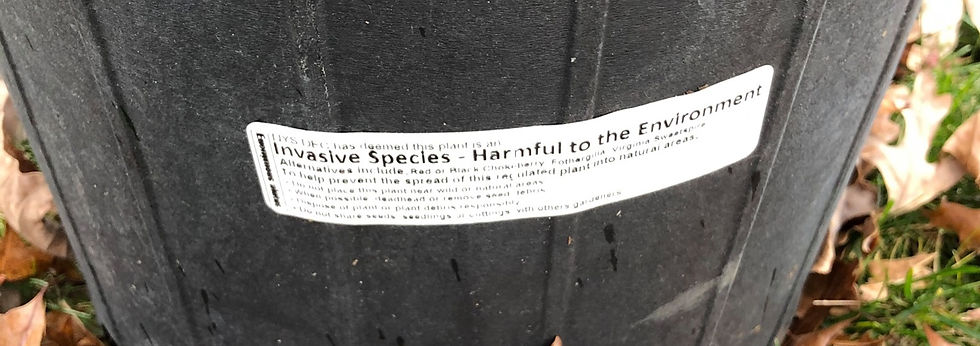 NYS DEC has deemed this plant is an
Invasive Species - Harmful to the Environment
Alternatives include, Red or Black Chokeberry, Fothergilla, Virginia Sweetspire
To help prevent the spread of this regulated plant into natural areas,
Do not place this plant near wild or natural areas
When possible, deadhead or remove seed debris
Dispose of plant or plant debris responsibly
Do not share seeds, seedlings or cuttings with others gardeners